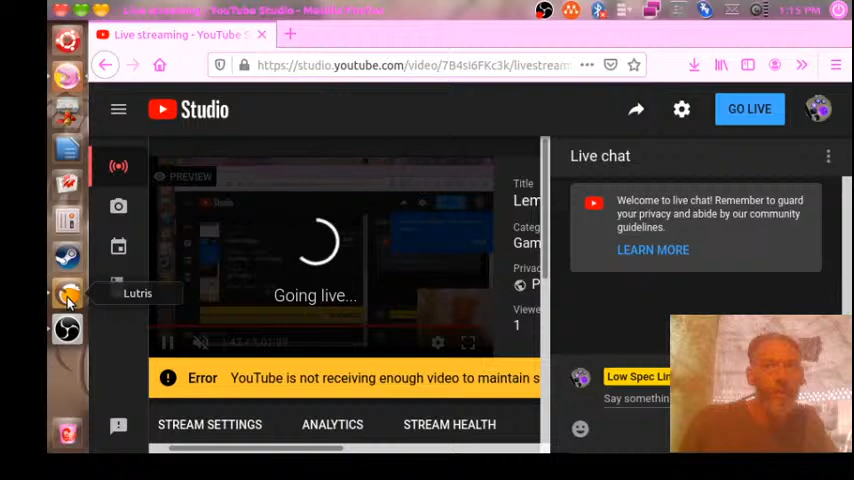 Live streaming - YouTube Studio - Mozilla Firefox
1:15 PM
Live streaming - YouTube S
https://studio.youtube.com/video/7B4sI6FKc3k/livestream
Studio
GO LIVE
PREVIEW
Going live...
Title
Lem
Categ
Gam
Privac
P
Viewe
1
Live chat
Welcome to live chat! Remember to guard
your privacy and abide by our community
guidelines.
LEARN MORE
Lutris
Error YouTube is not receiving enough video to maintain s
Low Spec Lin
Say somethin
STREAM SETTINGS
ANALYTICS
STREAM HEALTH